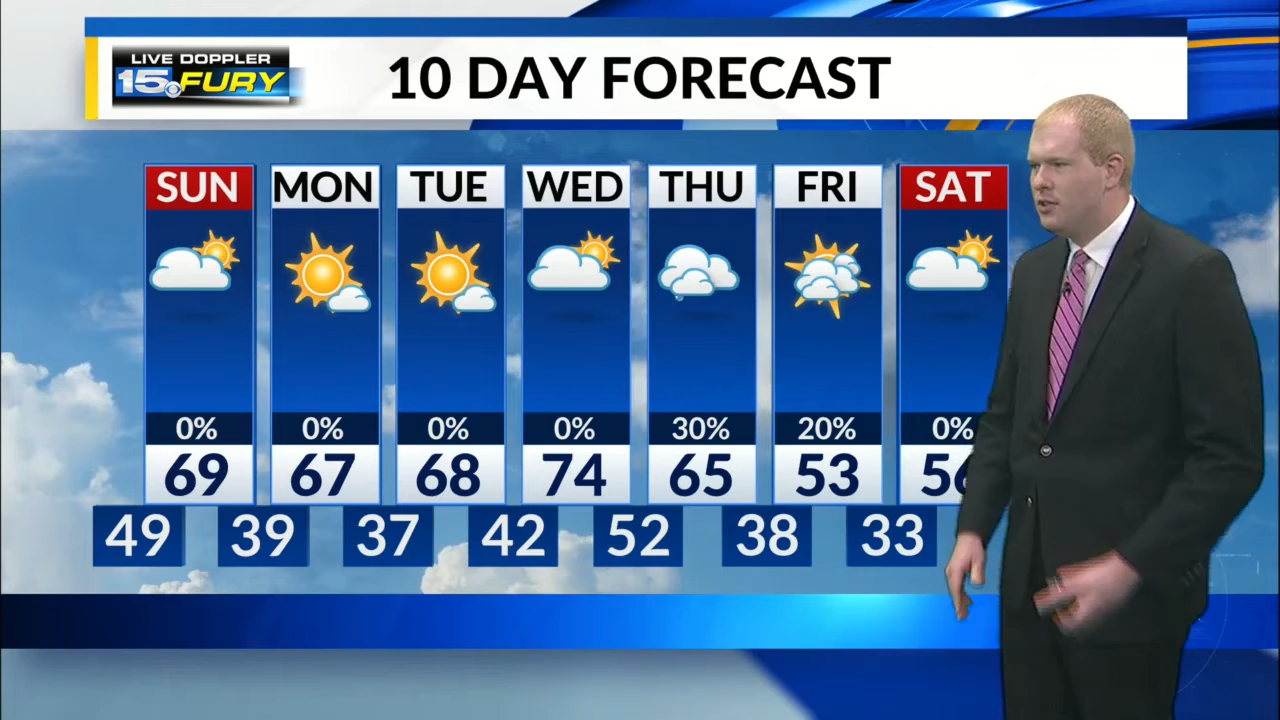 LIVE DOPPLER
15 FURY
10 DAY FORECAST
SUN MON TUE WED THU FRI SAT
0% 0% 0% 0% 30% 20% 0%
69 67 68 74 65 53 56
49 39 37 42 52 38 33